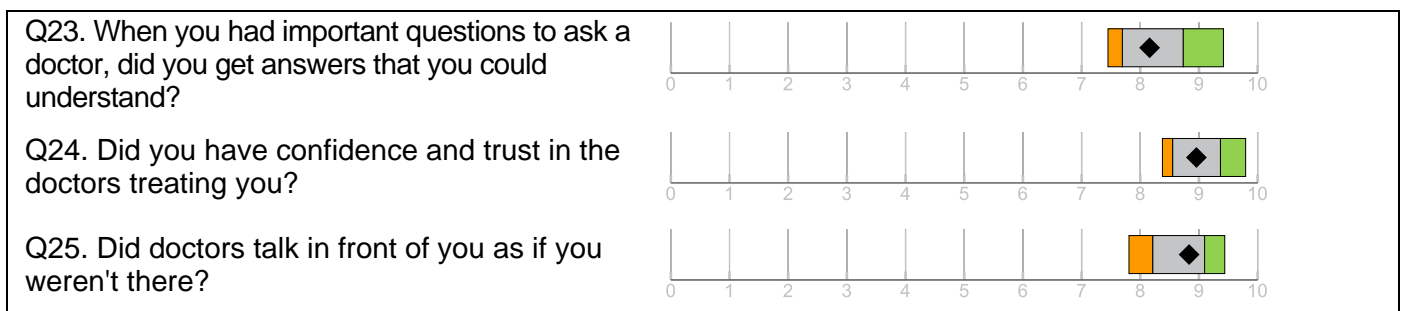 Q23. When you had important questions to ask a
doctor, did you get answers that you could
understand?
0 1 2 3 4 5 6 7 8 9 10
Q24. Did you have confidence and trust in the
doctors treating you?
0 1 2 3 4 5 6 7 8 9 10
Q25. Did doctors talk in front of you as if you
weren't there?
0 1 2 3 4 5 6 7 8 9 10